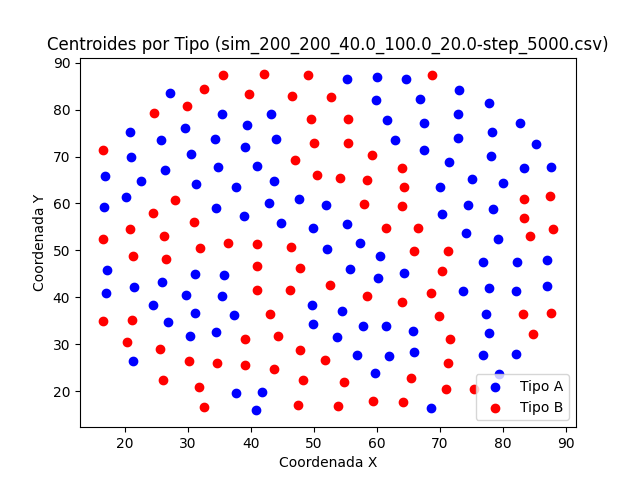 Centroides por Tipo (sim_200_200_40.0_100.0_20.0-step_5000.csv)
90
80
70
60
50
40
30
20
Coordenada Y
20 30 40 50 60 70 80 90
Coordenada X
Tipo A
Tipo B